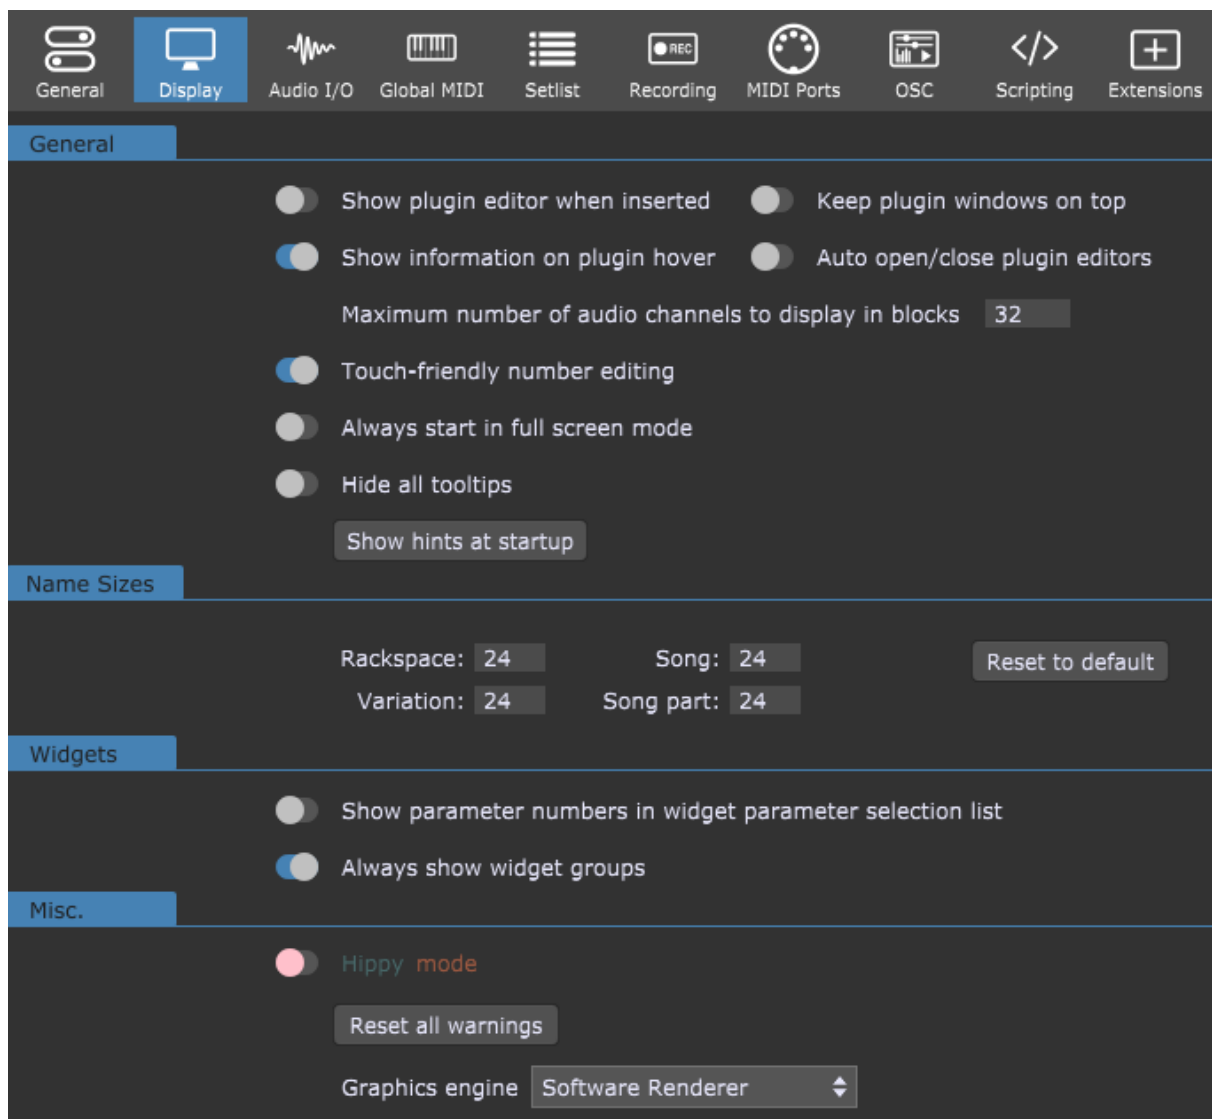 General Display Audio I/O Global MIDI Setlist REC Recording MIDI Ports OSC Scripting Extensions
General
Show plugin editor when inserted Keep plugin windows on top
Show information on plugin hover Auto open/close plugin editors
Maximum number of audio channels to display in blocks 32
Touch-friendly number editing
Always start in full screen mode
Hide all tooltips
Show hints at startup
Name Sizes
Rackspace: 24 Song: 24 Reset to default
Variation: 24 Song part: 24
Widgets
Show parameter numbers in widget parameter selection list
Always show widget groups
Misc.
Hippy mode
Reset all warnings
Graphics engine Software Renderer